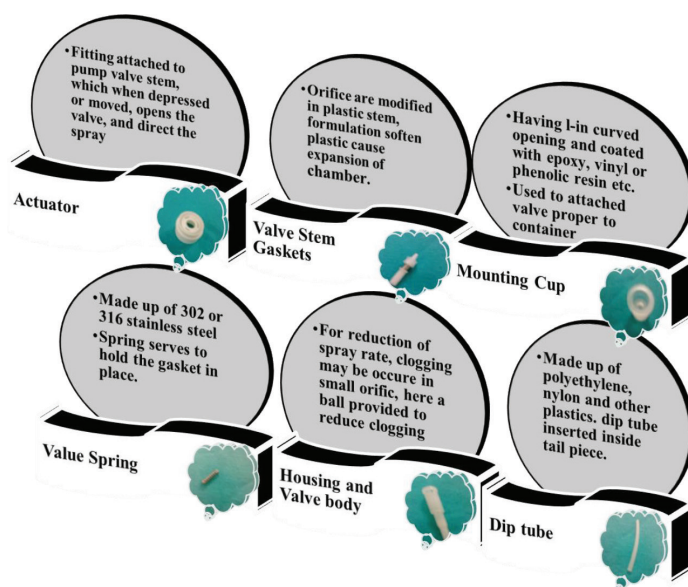 •Fitting attached to
pump valve stem,
which when depressed
or moved, opens the
valve, and direct the
spray
Actuator
•Orifice are modified
in plastic stem,
formulation soften
plastic cause
expansion of
chamber.
Valve Stem
Gaskets
•Having l-in curved
opening and coated
with epoxy, vinyl or
phenolic resin etc.
•Used to attached
valve proper to
container
Mounting Cup
•Made up of 302 or
316 stainless steel
•Spring serves to
hold the gasket in
place.
Value Spring
•For reduction of
spray rate, clogging
may be occure in
small orific, here a
ball provided to
reduce clogging
Housing and
Valve body
•Made up of
polyethylene,
nylon and other
plastics. dip tube
inserted inside
tail piece.
Dip tube